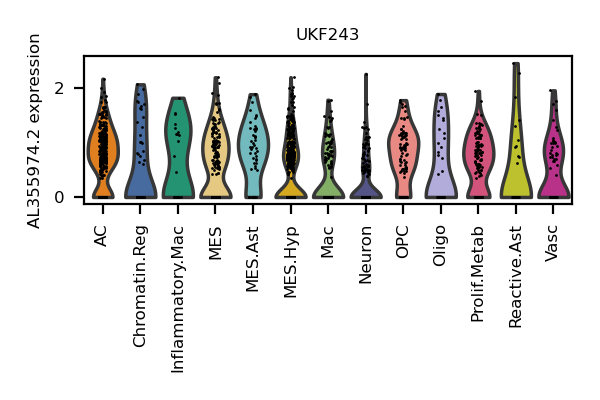 UKF243
AL355974.2 expression
2
0
AC
Chromatin.Reg
Inflammatory.Mac
MES
MES.Ast
MES.Hyp
Mac
Neuron
OPC
Oligo
Prolif.Metab
Reactive.Ast
Vasc